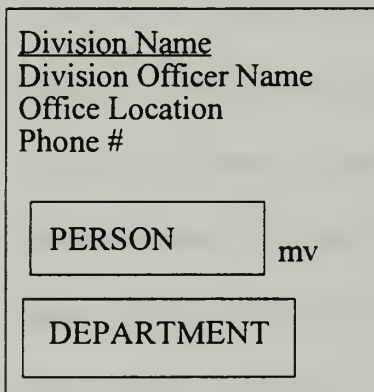 Division Name
Division Officer Name
Office Location
Phone #
PERSON mv
DEPARTMENT